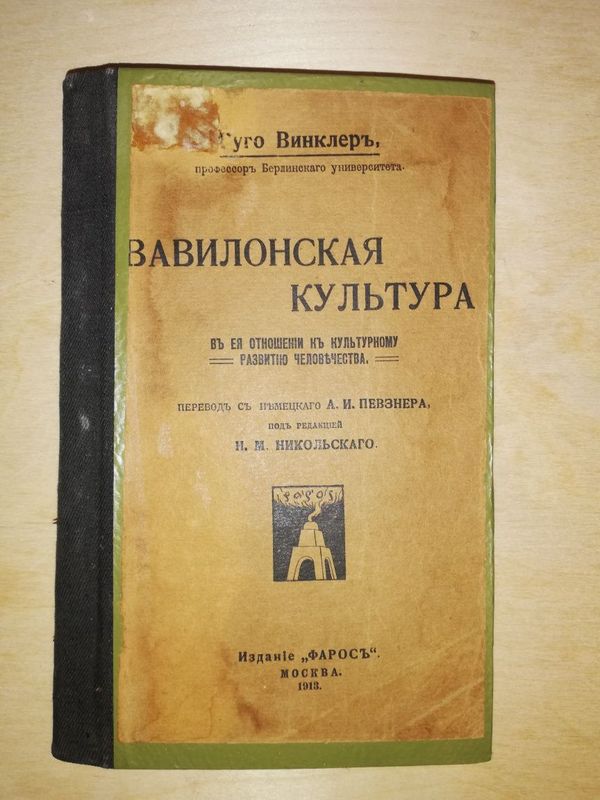 Гуго Винклеръ,
профессоръ Берлинскаго университета.
ВАВИЛОНСКАЯ
КУЛЬТУРА
ВЪ ЕЯ ОТНОШЕНІИ КЪ КУЛЬТУРНОМУ
РАЗВИТІЮ ЧЕЛОВѢЧЕСТВА.
ПЕРЕВОДЪ СЪ НѢМЕЦКАГО А. И. ПЕВЗНЕРА,
ПОДЪ РЕДАКЦІЕЙ
Н. М. НИКОЛЬСКАГО.
Изданіе „ФАРОСЪ“.
МОСКВА.
1913.